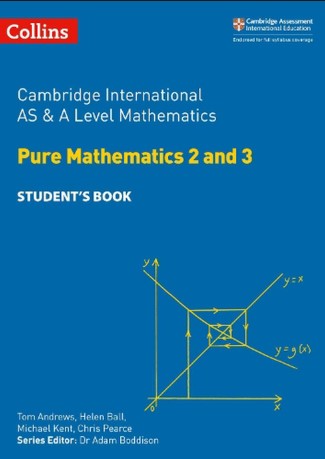 Collins
Cambridge Assessment
International Education
Endorsed for full syllabus coverage
Cambridge International
AS & A Level Mathematics
Pure Mathematics 2 and 3
STUDENT'S BOOK
y
y=x
y=g(x)
0
x
Tom Andrews, Helen Ball,
Michael Kent, Chris Pearce
Series Editor: Dr Adam Boddison